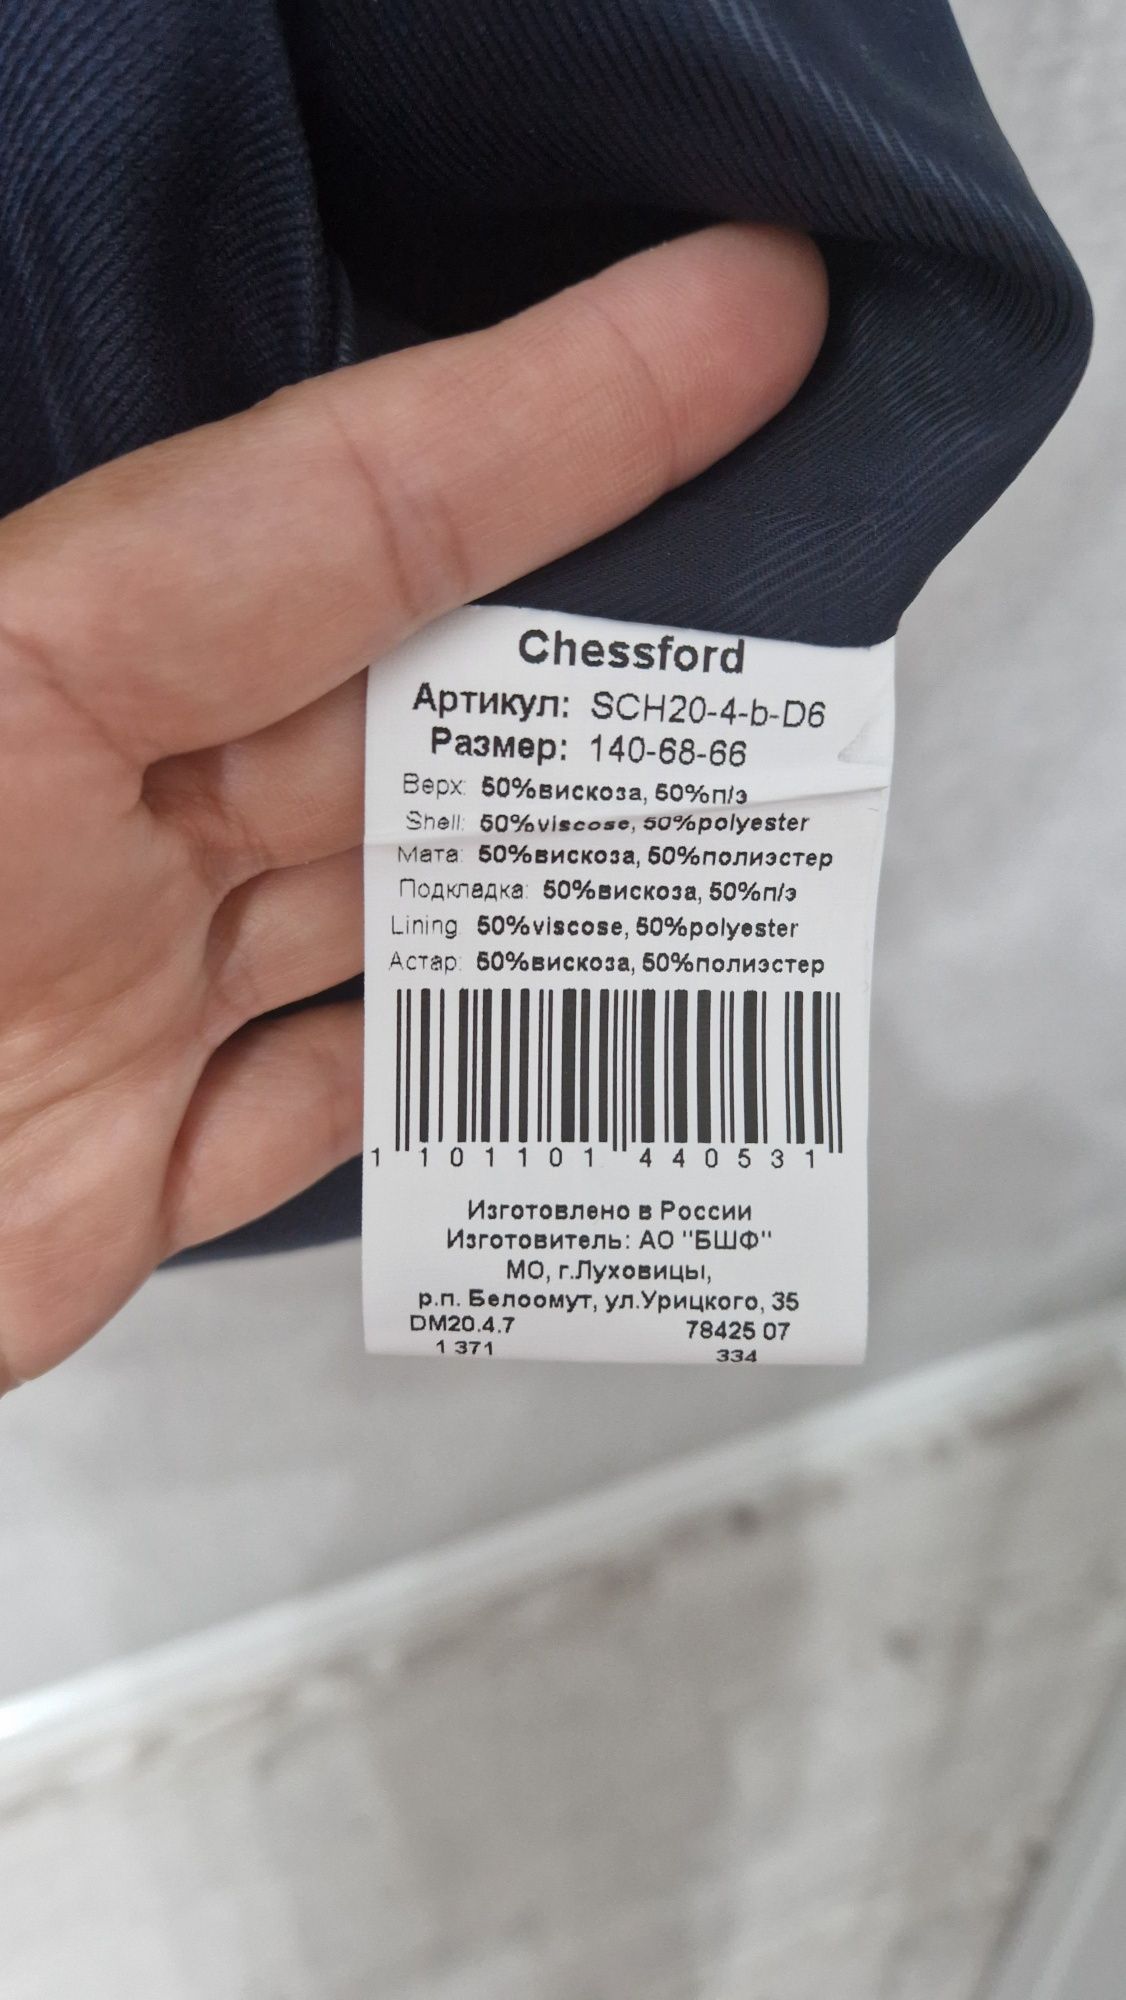 Chessford
Артикул: SCH20-4-b-D6
Размер: 140-68-66
Верх: 50%вискоза, 50%п/э
Shell: 50%viscose, 50%polyester
Мата: 50%вискоза, 50%полиэстер
Подкладка: 50%вискоза, 50%п/э
Lining: 50%viscose, 50%polyester
Астар: 50%вискоза, 50%полиэстер
1 101101 440531
Изготовлено в России
Изготовитель: АО "БШФ"
МО, г.Луховицы,
р.п. Белоомут, ул.Урицкого, 35
DM20.4.7 78425 07
1 371 334